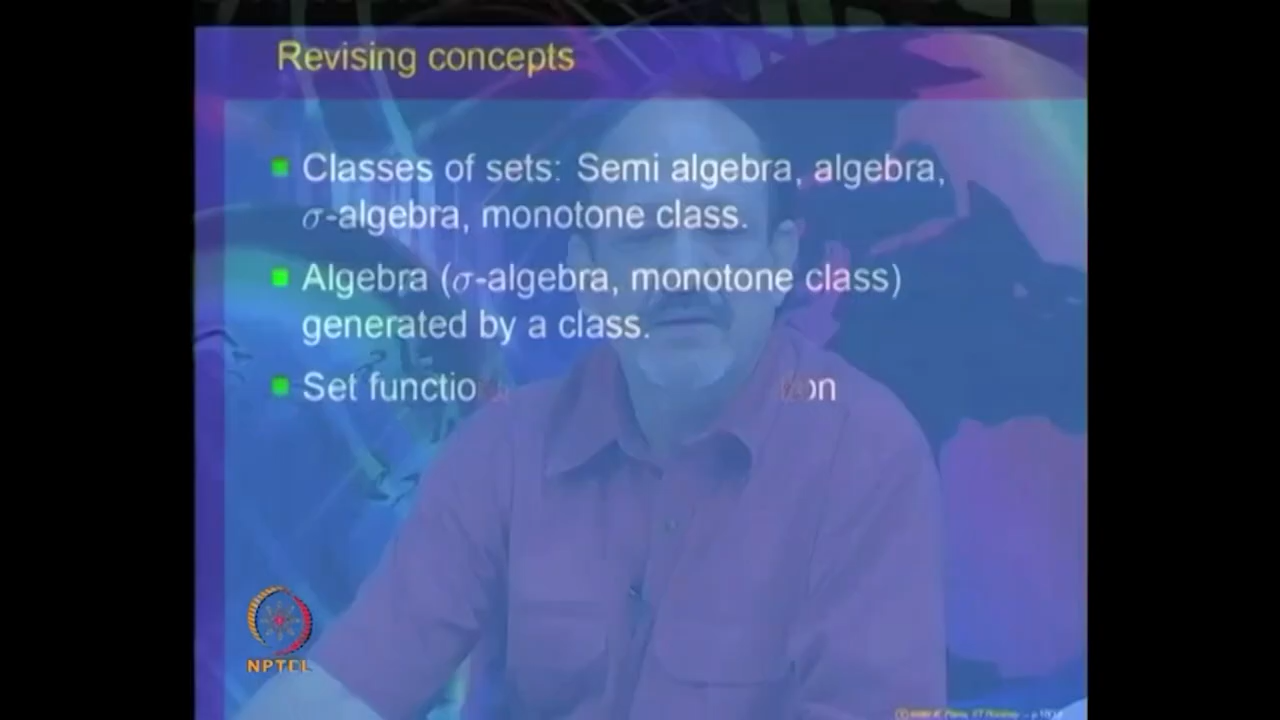 Revising concepts
Classes of sets: Semi algebra, algebra,
σ-algebra, monotone class.
Algebra (σ-algebra, monotone class)
generated by a class.
Set
NPTEL